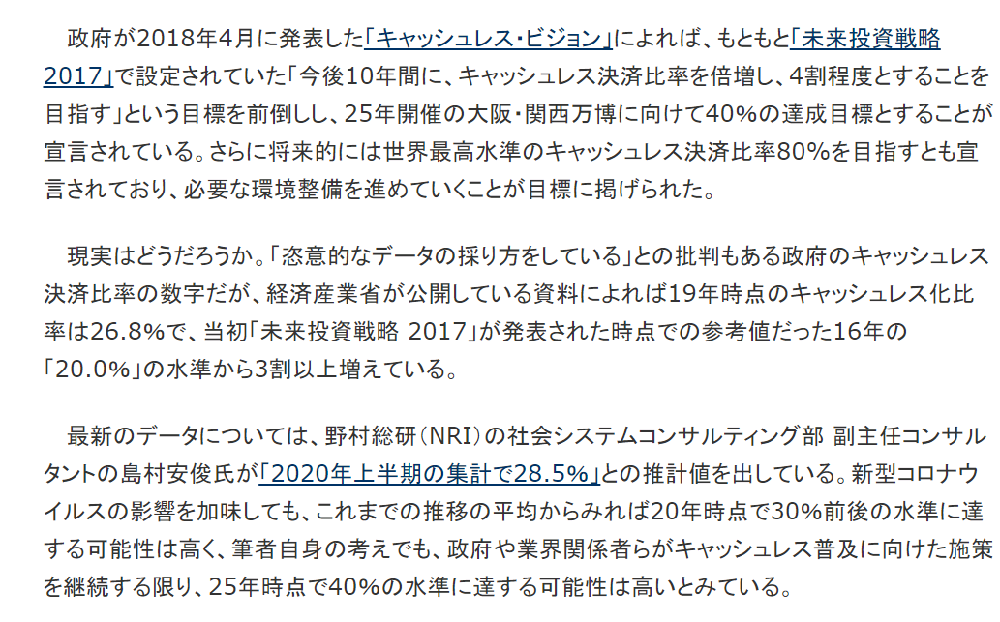 政府が2018年4月に発表した「キャッシュレス・ビジョン」によれば、もともと「未来投資戦略
2017」で設定されていた「今後10年間に、キャッシュレス決済比率を倍増し、4割程度とすることを
目指す」という目標を前倒しし、25年開催の大阪・関西万博に向けて40%の達成目標とすることが
宣言されている。さらに将来的には世界最高水準のキャッシュレス決済比率80%を目指すとも宣
言されており、必要な環境整備を進めていくことが目標に掲げられた。
現実はどうだろうか。「恣意的なデータの採り方をしている」との批判もある政府のキャッシュレス
決済比率の数字だが、経済産業省が公開している資料によれば19年時点のキャッシュレス化比
率は26.8%で、当初「未来投資戦略 2017」が発表された時点での参考値だった16年の
「20.0%」の水準から3割以上増えている。
最新のデータについては、野村総研（NRI）の社会システムコンサルティング部 副主任コンサル
タントの島村安俊氏が「2020年上半期の集計で28.5%」との推計値を出している。新型コロナウ
イルスの影響を加味しても、これまでの推移の平均からみれば20年時点で30%前後の水準に達
する可能性は高く、筆者自身の考えでも、政府や業界関係者らがキャッシュレス普及に向けた施策
を継続する限り、25年時点で40%の水準に達する可能性は高いとみている。